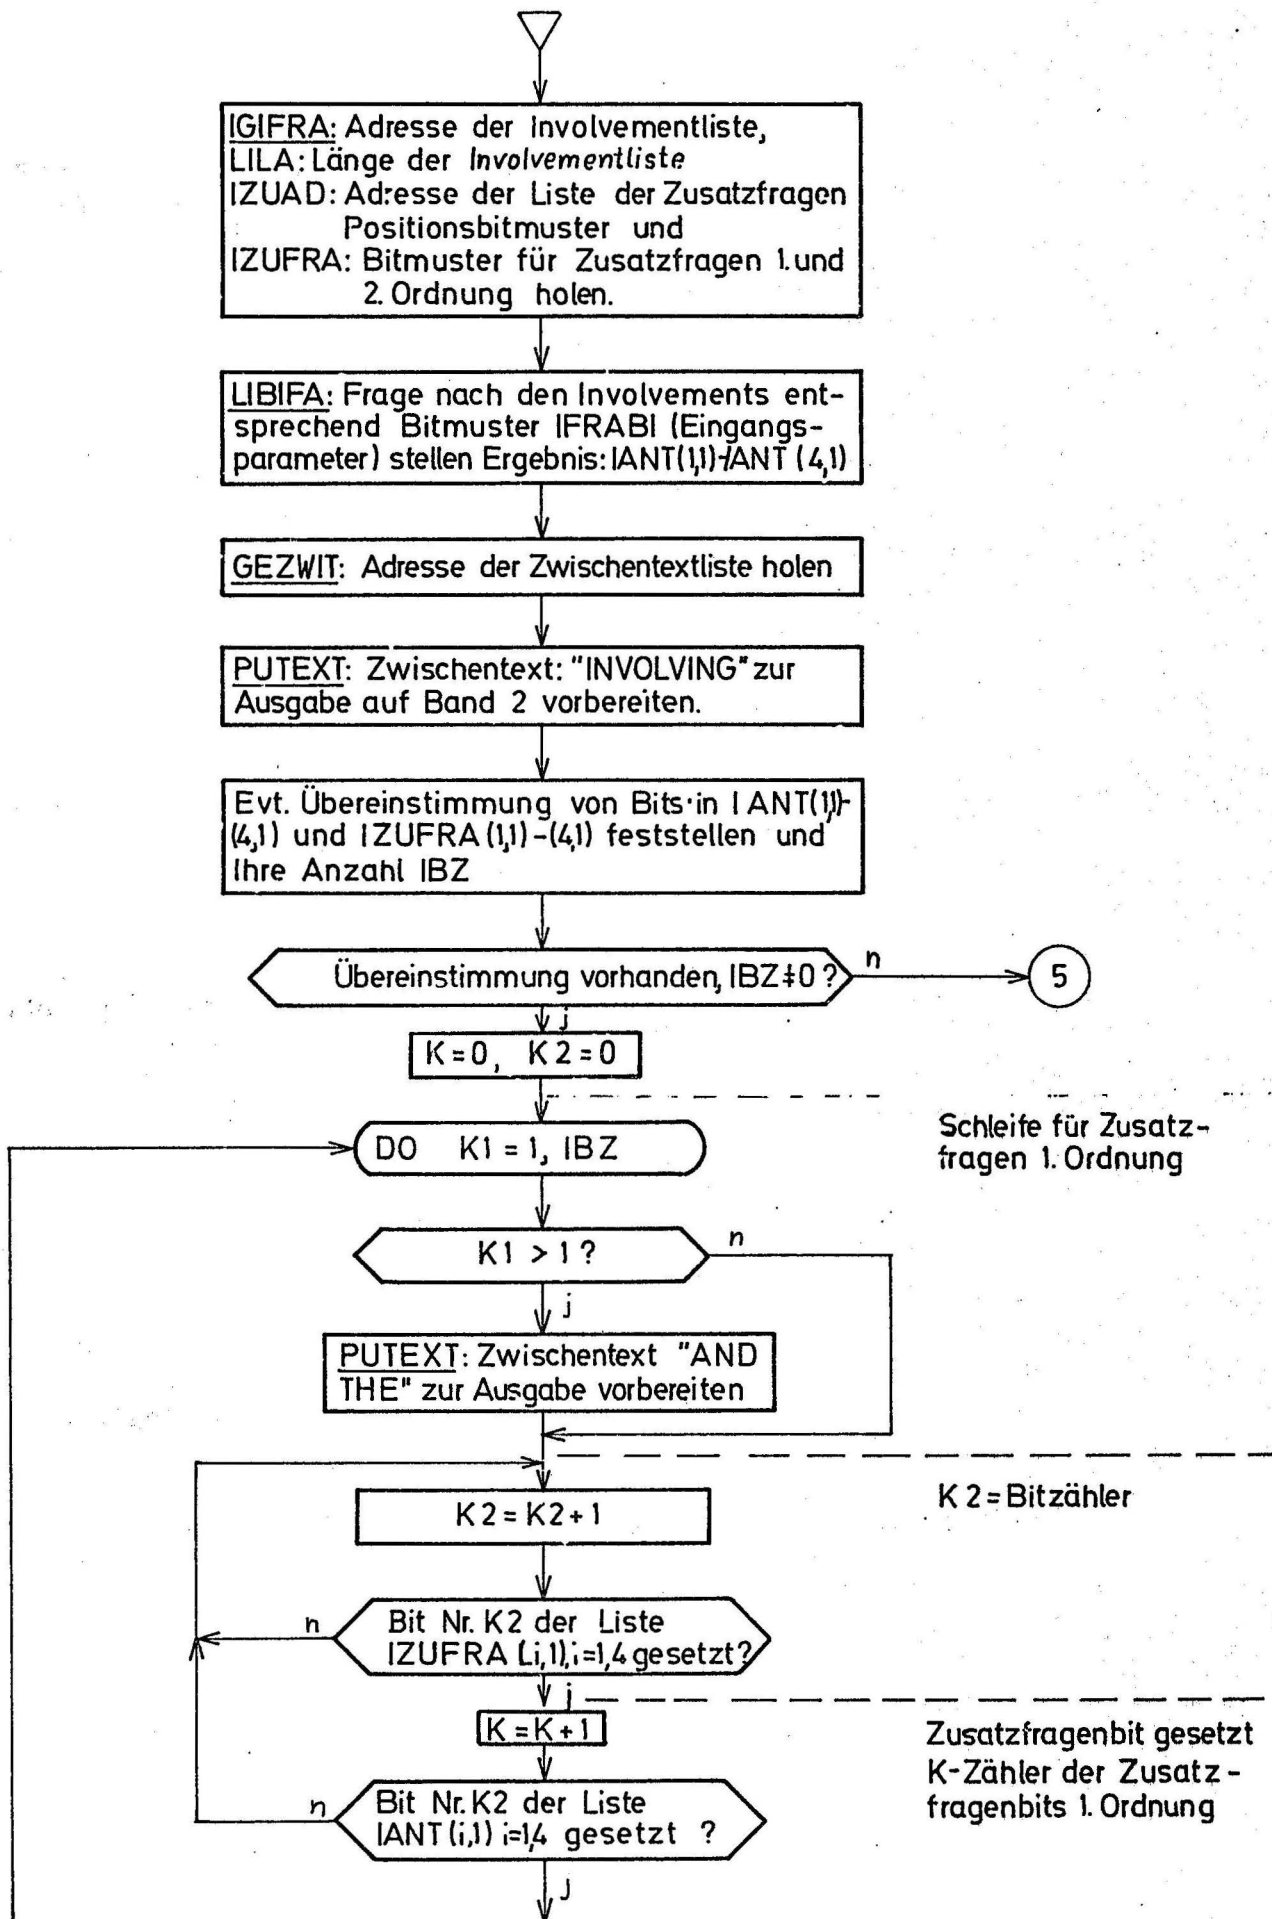 IGIFRA: Adresse der Involvementliste,
LILA: Länge der Involvementliste
IZUAD: Adresse der Liste der Zusatzfragen
Positionsbitmuster und
IZUFRA: Bitmuster für Zusatzfragen 1. und
2. Ordnung holen.
LIBIFA: Frage nach den Involvements ent-
sprechend Bitmuster IFRABI (Eingangs-
parameter) stellen Ergebnis: IANT(1,1)-IANT (4,1)
GEZWIT: Adresse der Zwischentextliste holen
PUTEXT: Zwischentext: "INVOLVING" zur
Ausgabe auf Band 2 vorbereiten.
Evt. Übereinstimmung von Bits in I ANT(1,1)-
(4,1) und IZUFRA (1,1) - (4,1) feststellen und
Ihre Anzahl IBZ
Übereinstimmung vorhanden, IBZ ≠ 0 ?
n
5
j
K = 0, K 2 = 0
Schleife für Zusatz-
fragen 1. Ordnung
DO K1 = 1, IBZ
K1 > 1 ?
n
j
PUTEXT: Zwischentext "AND
THE" zur Ausgabe vorbereiten
K 2 = Bitzähler
K2 = K2 + 1
n
Bit Nr. K2 der Liste
IZUFRA (i,1), i = 1,4 gesetzt?
j
K = K + 1
Zusatzfragenbit gesetzt
K-Zähler der Zusatz-
fragenbits 1. Ordnung
n
Bit Nr. K2 der Liste
IANT (i,1) i=1,4 gesetzt ?
J